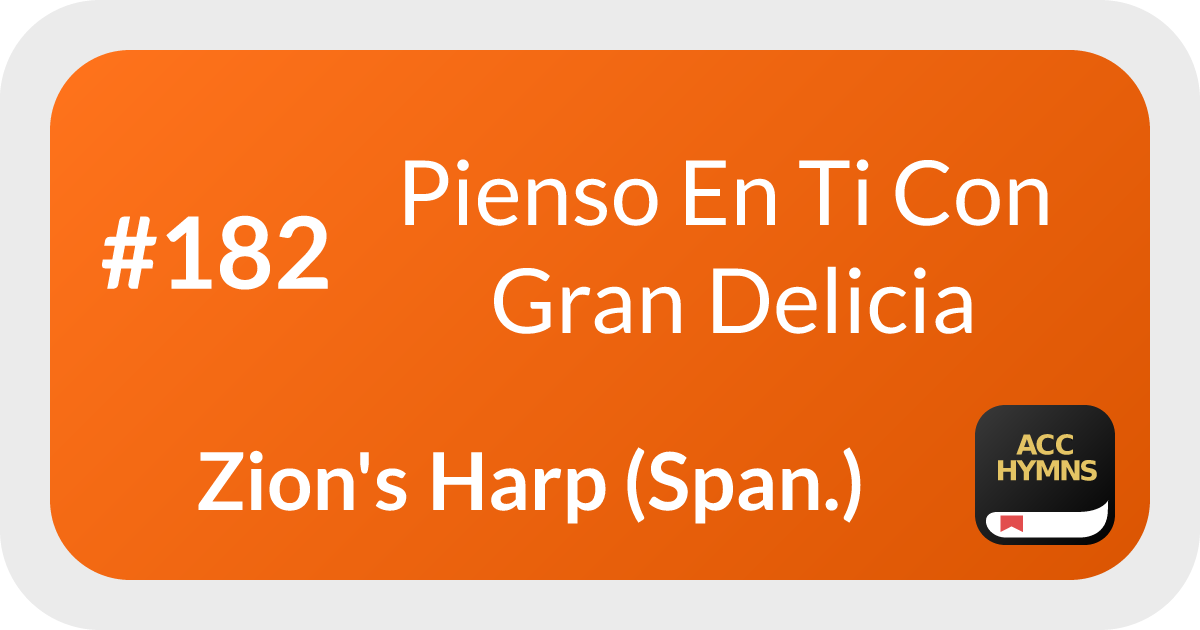 #182
Pienso En Ti Con
Gran Delicia
Zion's Harp (Span.)
ACC
HYMNS